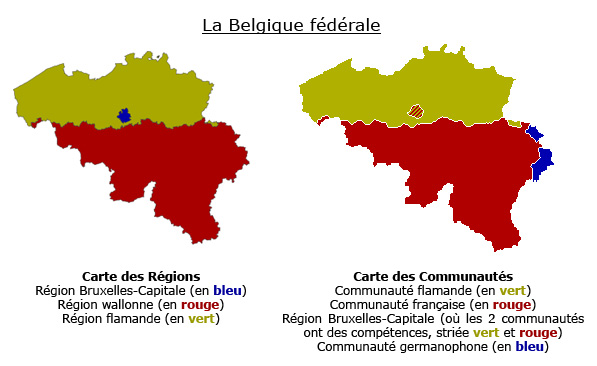 La Belgique fédérale
Carte des Régions
Région Bruxelles-Capitale (en bleu)
Région wallonne (en rouge)
Région flamande (en vert)
Carte des Communautés
Communauté flamande (en vert)
Communauté française (en rouge)
Région Bruxelles-Capitale (où les 2 communautés
ont des compétences, striée vert et rouge)
Communauté germanophone (en bleu)